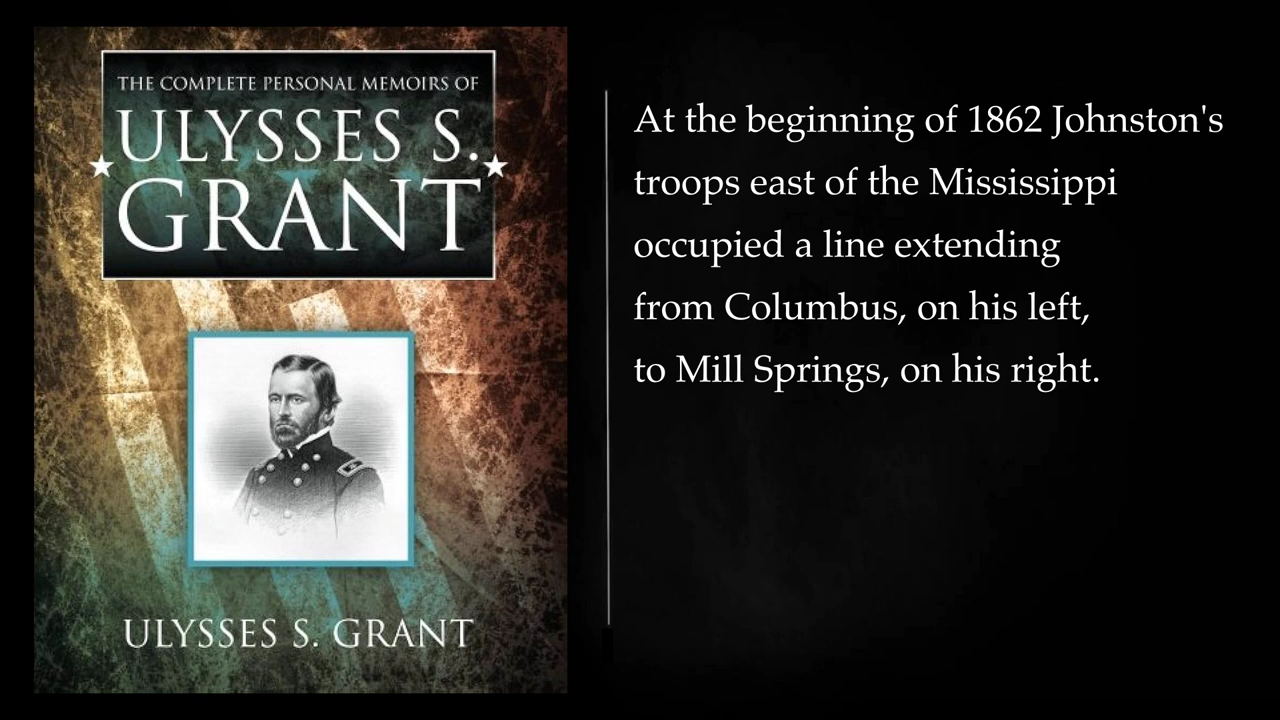 THE COMPLETE PERSONAL MEMOIRS OF
ULYSSES S.
GRANT
ULYSSES S. GRANT
At the beginning of 1862 Johnston's
troops east of the Mississippi
occupied a line extending
from Columbus, on his left,
to Mill Springs, on his right.